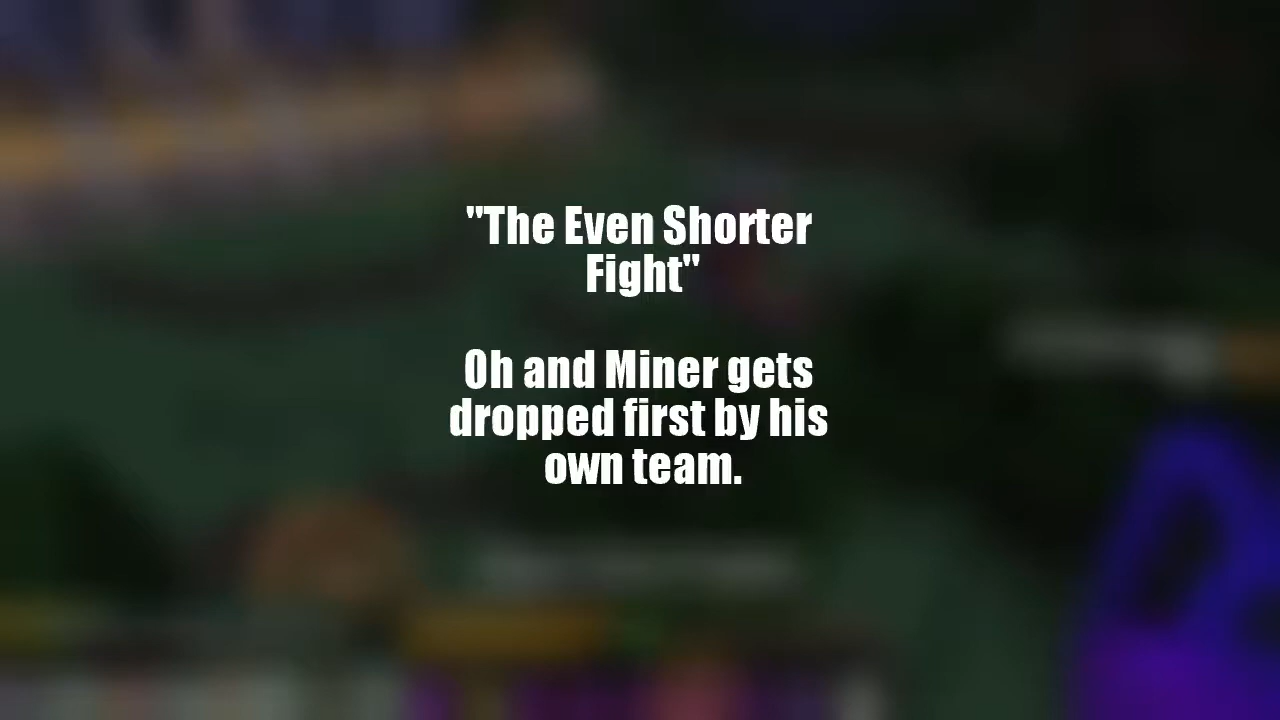 "The Even Shorter
Fight"
Oh and Miner gets
dropped first by his
own team.